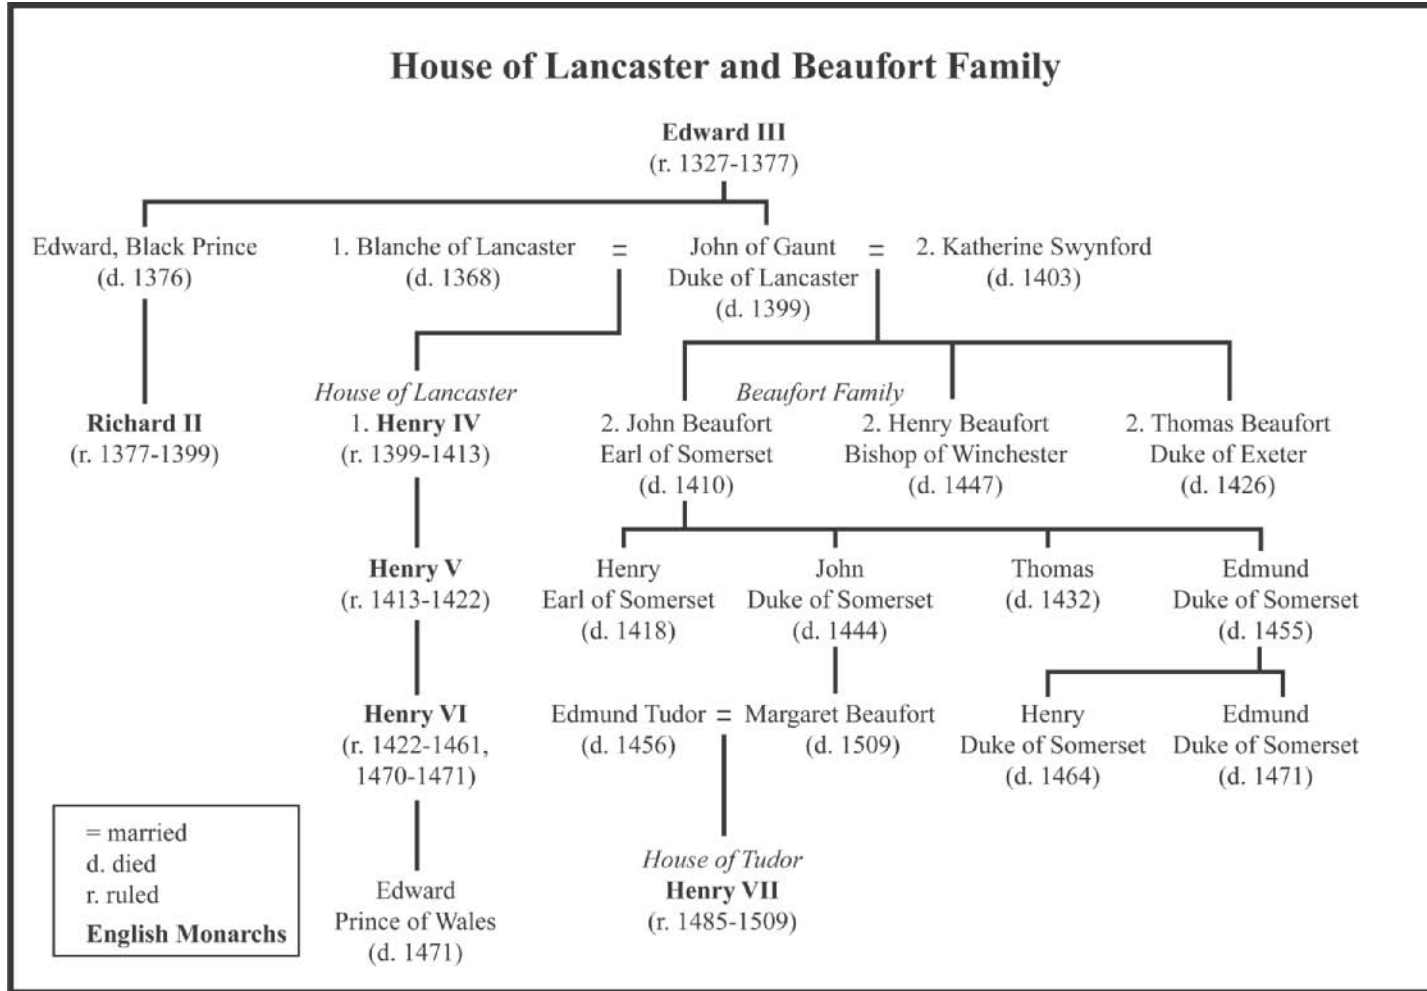 House of Lancaster and Beaufort Family
Edward III
(r. 1327-1377)
Edward, Black Prince
(d. 1376)
1. Blanche of Lancaster
(d. 1368)
=
John of Gaunt
Duke of Lancaster
(d. 1399)
=
2. Katherine Swynford
(d. 1403)
House of Lancaster
Beaufort Family
Richard II
(r. 1377-1399)
1. Henry IV
(r. 1399-1413)
2. John Beaufort
Earl of Somerset
(d. 1410)
2. Henry Beaufort
Bishop of Winchester
(d. 1447)
2. Thomas Beaufort
Duke of Exeter
(d. 1426)
Henry V
(r. 1413-1422)
Henry
Earl of Somerset
(d. 1418)
John
Duke of Somerset
(d. 1444)
Thomas
(d. 1432)
Edmund
Duke of Somerset
(d. 1455)
Henry VI
(r. 1422-1461,
1470-1471)
Edmund Tudor
(d. 1456)
=
Margaret Beaufort
(d. 1509)
Henry
Duke of Somerset
(d. 1464)
Edmund
Duke of Somerset
(d. 1471)
= married
d. died
r. ruled
English Monarchs
Edward
Prince of Wales
(d. 1471)
House of Tudor
Henry VII
(r. 1485-1509)